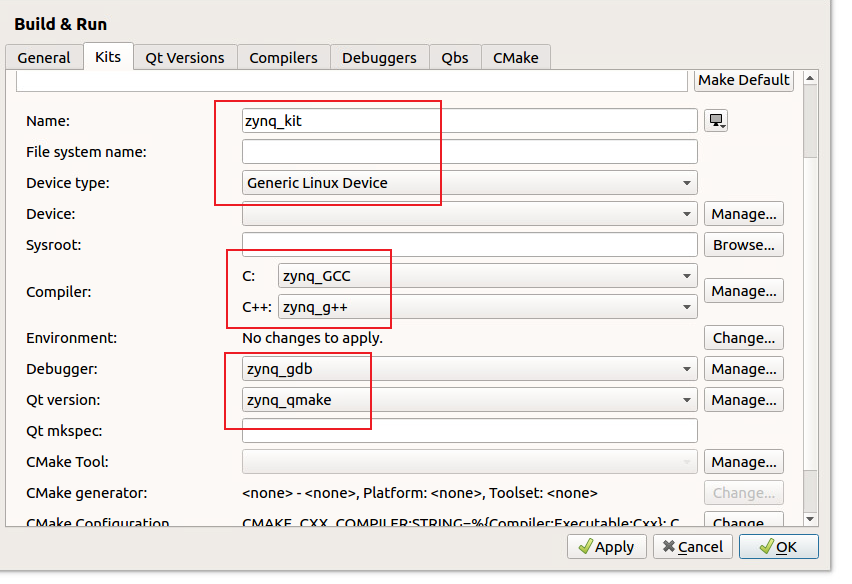 Build & Run
General Kits Qt Versions Compilers Debuggers Qbs CMake
Make Default
Name: zynq_kit
File system name:
Device type: Generic Linux Device
Device: Manage...
Sysroot: Browse...
Compiler: C: zynq_GCC Manage...
C++: zynq_g++
Environment: No changes to apply. Change...
Debugger: zynq_gdb Manage...
Qt version: zynq_qmake Manage...
Qt mkspec:
CMake Tool: Manage...
CMake generator: <none> - <none>, Platform: <none>, Toolset: <none> Change...
CMake Configuration CMAKE_CXX_COMPILER:STRING=%{Compiler:Executable:Cxx}; C Change...
Apply Cancel OK